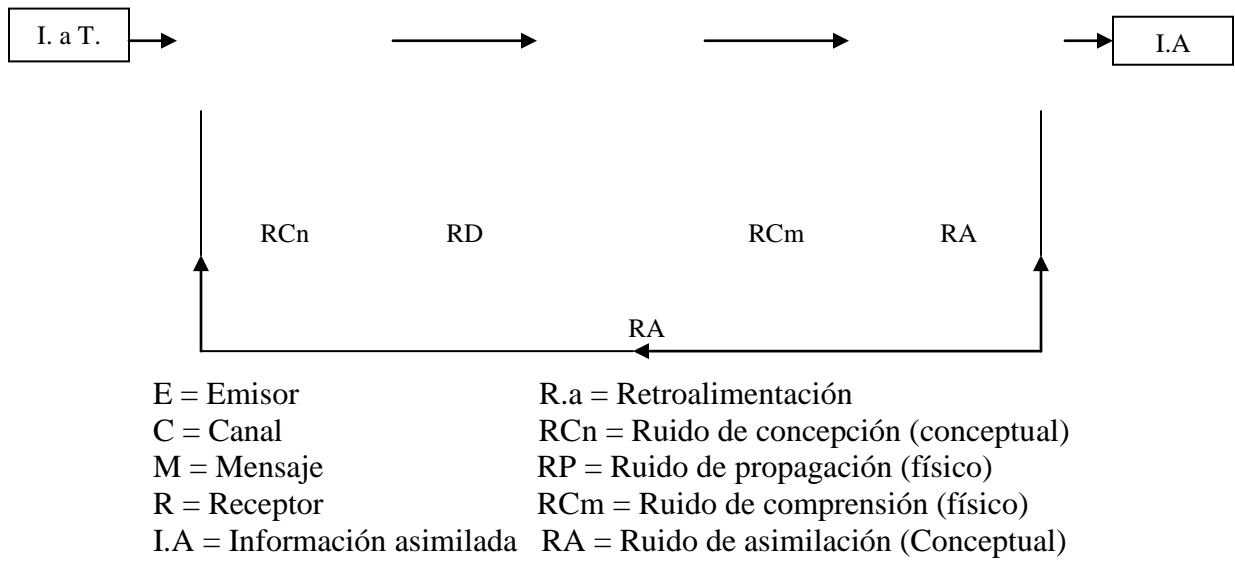 I. a T.
I.A
RCn RD RCm RA
RA
E = Emisor R.a = Retroalimentación
C = Canal RCn = Ruido de concepción (conceptual)
M = Mensaje RP = Ruido de propagación (físico)
R = Receptor RCm = Ruido de comprensión (físico)
I.A = Información asimilada RA = Ruido de asimilación (Conceptual)